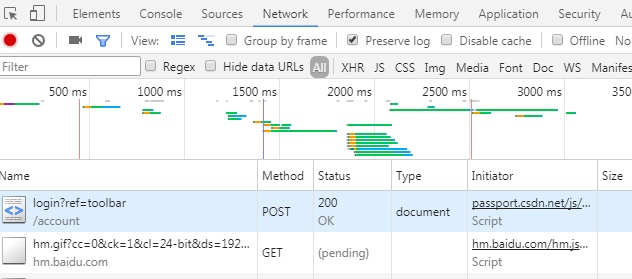 Elements Console Sources Network Performance Memory Application Security Au
View: Group by frame Preserve log Disable cache Offline No
Filter Regex Hide data URLs All XHR JS CSS Img Media Font Doc WS Manifes
500 ms 1000 ms 1500 ms 2000 ms 2500 ms 3000 ms 350
Name Method Status Type Initiator Size
login?ref=toolbar
/account
POST
200
OK
document
passport.csdn.net/js/...
Script
hm.gif?cc=0&ck=1&cl=24-bit&ds=192...
hm.baidu.com
GET
(pending)
hm.baidu.com/hm.js...
Script